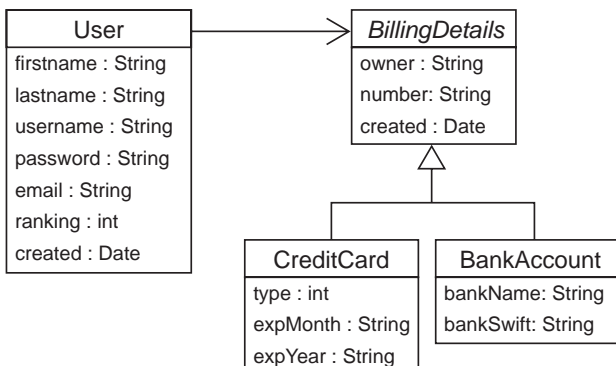 User
firstname : String
lastname : String
username : String
password : String
email : String
ranking : int
created : Date
BillingDetails
owner : String
number: String
created : Date
CreditCard
type : int
expMonth : String
expYear : String
BankAccount
bankName: String
bankSwift: String